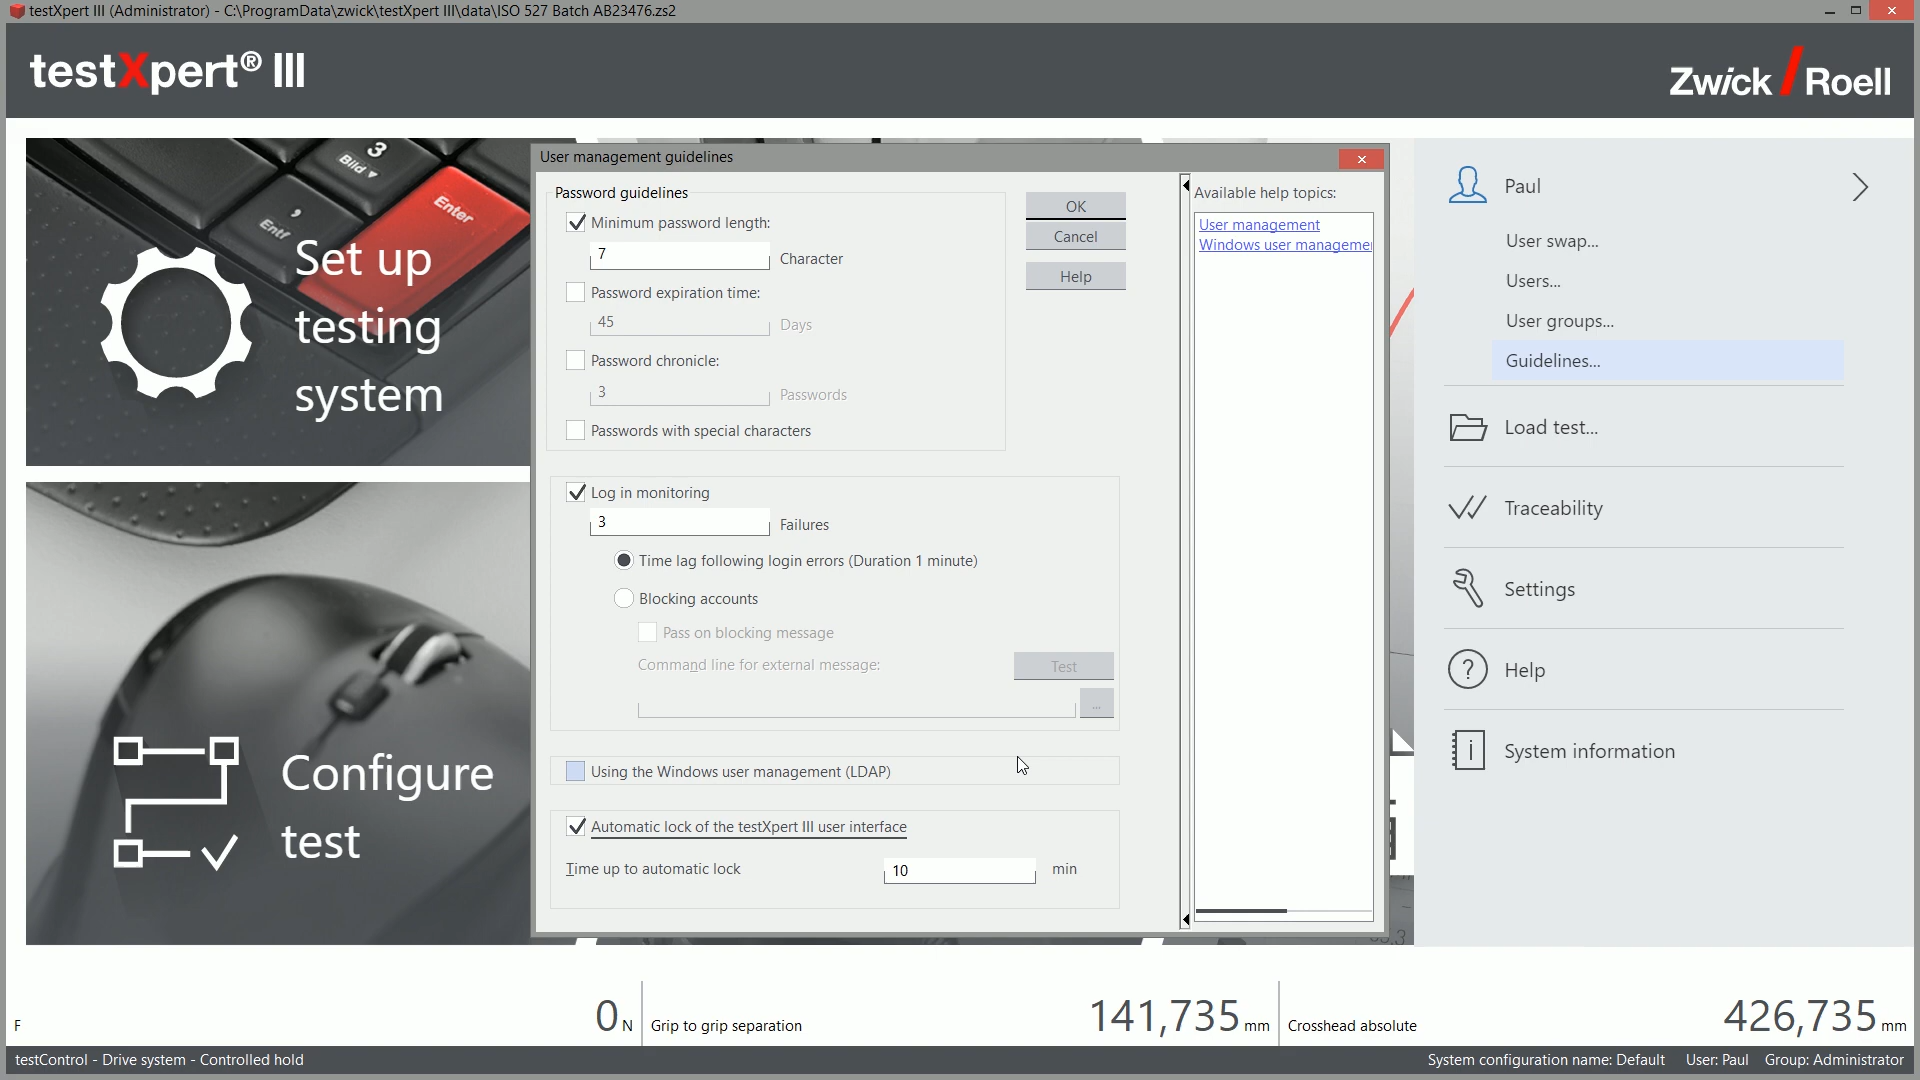 testXpert III (Administrator) - C:\ProgramData\zwick\testXpert III\data\ISO 527 Batch AB23476.zs2
testXpert® III
Zwick / Roell
3
Bild
,
Entf
Enter
Set up
testing
system
Configure
test
User management guidelines
Password guidelines
Minimum password length:
7
Character
Password expiration time:
45
Days
Password chronicle:
3
Passwords
Passwords with special characters
OK
Cancel
Help
Log in monitoring
3
Failures
Time lag following login errors (Duration 1 minute)
Blocking accounts
Pass on blocking message
Command line for external message:
Test
...
Using the Windows user management (LDAP)
Automatic lock of the testXpert III user interface
Time up to automatic lock
10
min
Available help topics:
User management
Windows user manageme
Paul
User swap...
Users...
User groups...
Guidelines...
Load test...
Traceability
Settings
Help
System information
F
0 N
Grip to grip separation
141,735 mm
Crosshead absolute
426,735 mm
testControl - Drive system - Controlled hold
System configuration name: Default
User: Paul
Group: Administrator